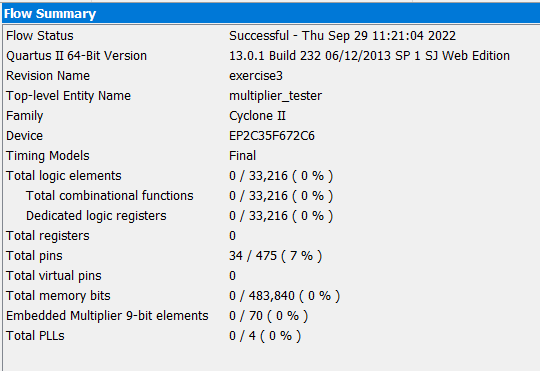 Flow Summary
Flow Status Successful - Thu Sep 29 11:21:04 2022
Quartus II 64-Bit Version 13.0.1 Build 232 06/12/2013 SP 1 SJ Web Edition
Revision Name exercise3
Top-level Entity Name multiplier_tester
Family Cyclone II
Device EP2C35F672C6
Timing Models Final
Total logic elements 0 / 33,216 ( 0 % )
Total combinational functions 0 / 33,216 ( 0 % )
Dedicated logic registers 0 / 33,216 ( 0 % )
Total registers 0
Total pins 34 / 475 ( 7 % )
Total virtual pins 0
Total memory bits 0 / 483,840 ( 0 % )
Embedded Multiplier 9-bit elements 0 / 70 ( 0 % )
Total PLLs 0 / 4 ( 0 % )